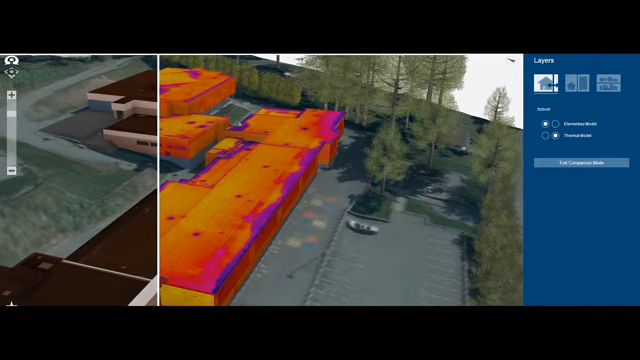 Layers
School
Elementary Model
Thermal Model
Exit Comparison Mode